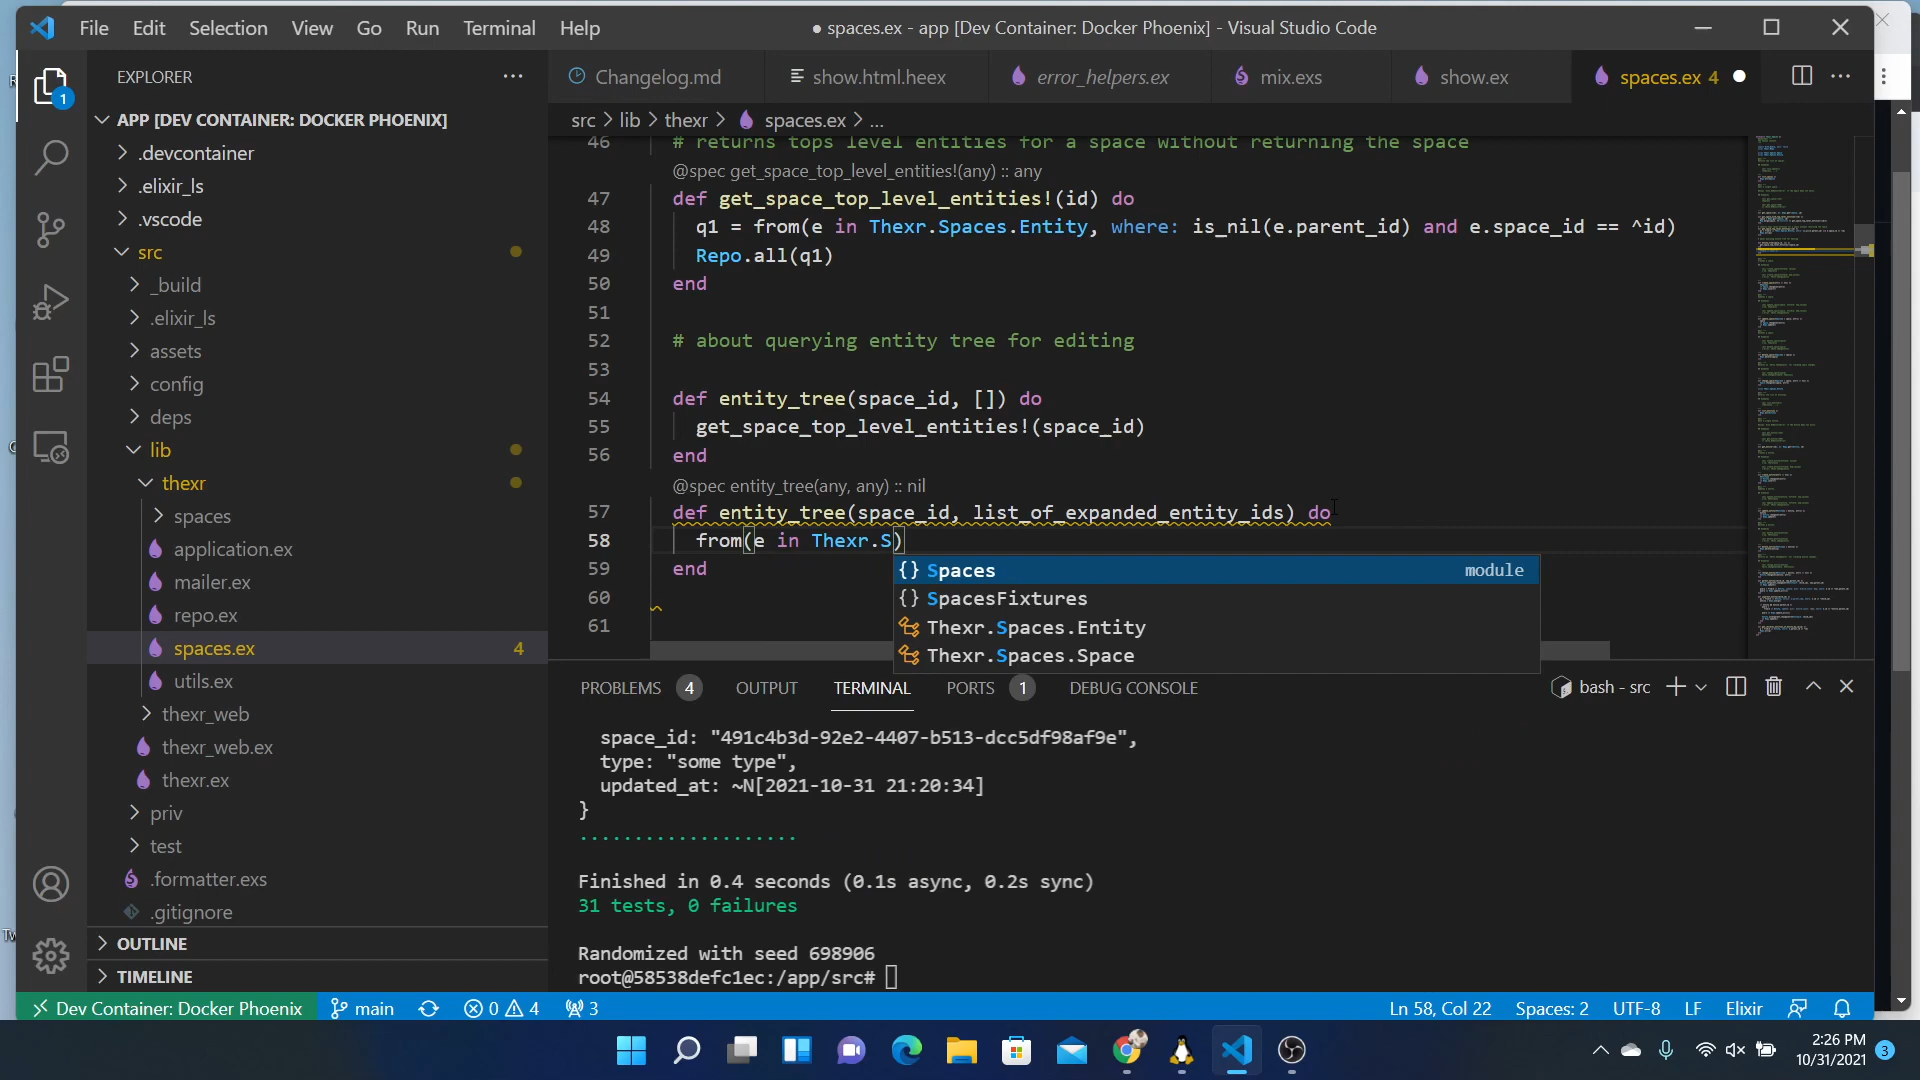 File Edit Selection View Go Run Terminal Help
● spaces.ex - app [Dev Container: Docker Phoenix] - Visual Studio Code
EXPLORER
Changelog.md
show.html.heex
error_helpers.ex
mix.exs
show.ex
spaces.ex 4
src > lib > thexr > spaces.ex > ...
APP [DEV CONTAINER: DOCKER PHOENIX]
.devcontainer
.elixir_ls
.vscode
src
_build
.elixir_ls
assets
config
deps
lib
thexr
spaces
application.ex
mailer.ex
repo.ex
spaces.ex 4
utils.ex
thexr_web
thexr_web.ex
thexr.ex
priv
test
.formatter.exs
.gitignore
OUTLINE
TIMELINE
46 # returns tops level entities for a space without returning the space
@spec get_space_top_level_entities!(any) :: any
47 def get_space_top_level_entities!(id) do
48 q1 = from(e in Thexr.Spaces.Entity, where: is_nil(e.parent_id) and e.space_id == ^id)
49 Repo.all(q1)
50 end
51
52 # about querying entity tree for editing
53
54 def entity_tree(space_id, []) do
55 get_space_top_level_entities!(space_id)
56 end
@spec entity_tree(any, any) :: nil
57 def entity_tree(space_id, list_of_expanded_entity_ids) do
58 from(e in Thexr.S)
59 end
60
61
{} Spaces module
{} SpacesFixtures
Thexr.Spaces.Entity
Thexr.Spaces.Space
PROBLEMS 4 OUTPUT TERMINAL PORTS 1 DEBUG CONSOLE
bash - src
space_id: "491c4b3d-92e2-4407-b513-dcc5df98af9e",
type: "some type",
updated_at: ~N[2021-10-31 21:20:34]
}
....................
Finished in 0.4 seconds (0.1s async, 0.2s sync)
31 tests, 0 failures
Randomized with seed 698906
root@58538defc1ec:/app/src#
Dev Container: Docker Phoenix main 0 4 3
Ln 58, Col 22 Spaces: 2 UTF-8 LF Elixir
1
2:26 PM
10/31/2021
3